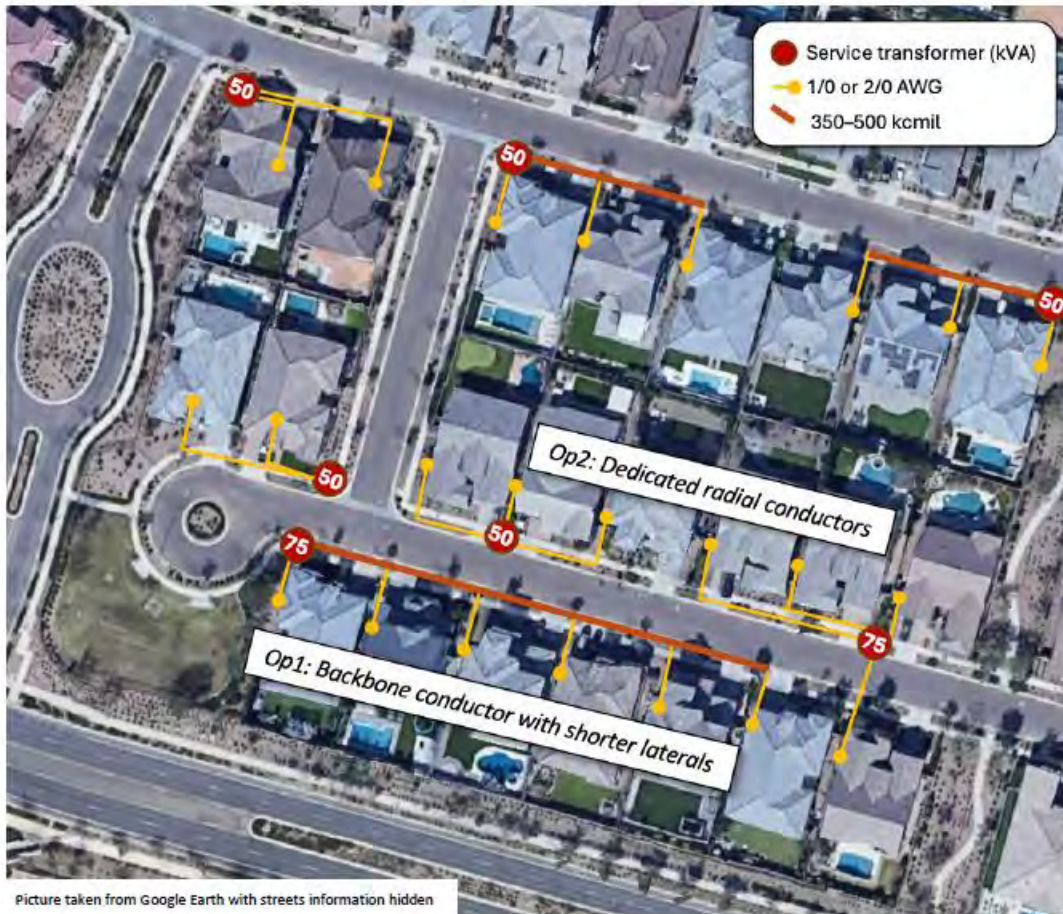 Service transformer (kVA)
1/0 or 2/0 AWG
350–500 kcmil
50
50
50
50
50
75
75
Op2: Dedicated radial conductors
Op1: Backbone conductor with shorter laterals
Picture taken from Google Earth with streets information hidden